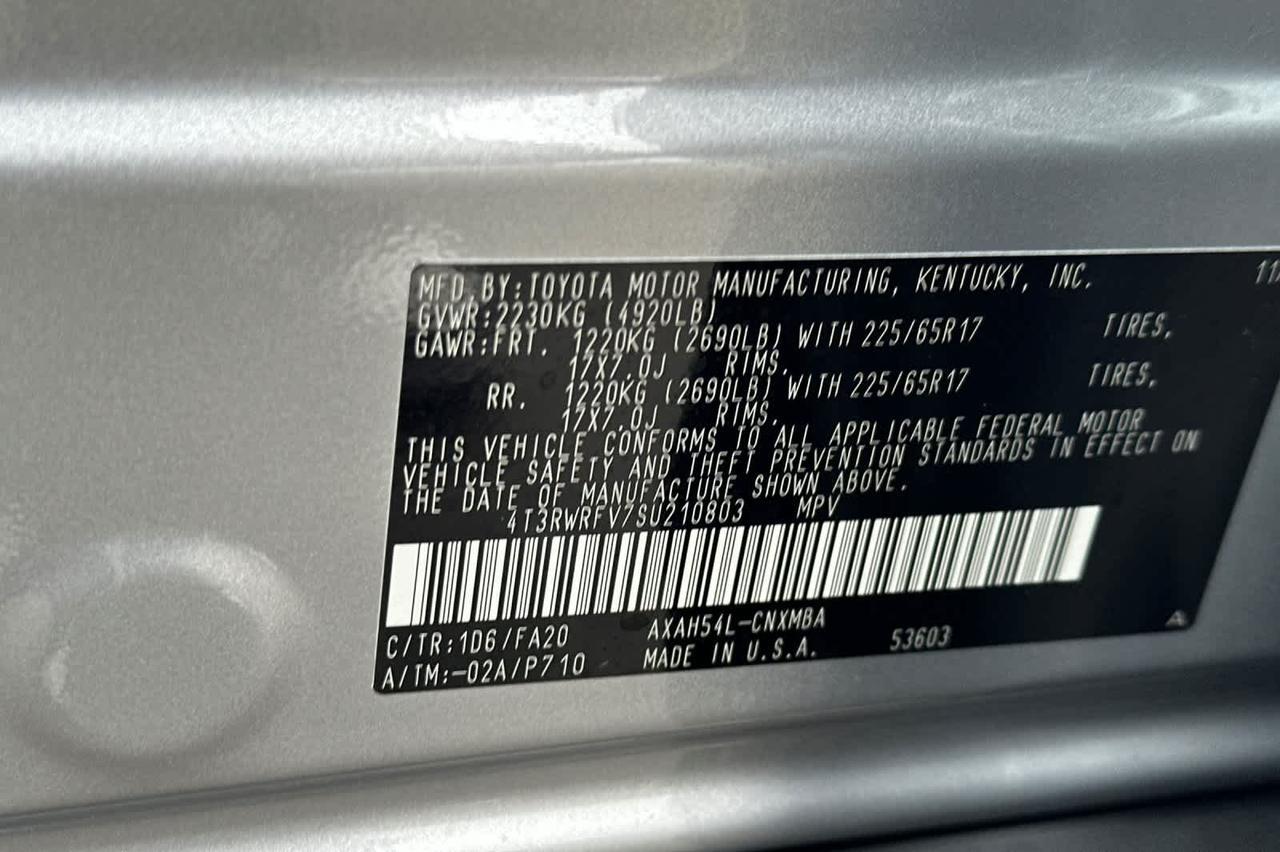 MFD.BY:TOYOTA MOTOR MANUFACTURING, KENTUCKY, INC. 11
GVWR:2230KG (4920LB)
GAWR:FRT. 1220KG (2690LB) WITH 225/65R17 TIRES,
17X7.0J RIMS.
RR. 1220KG (2690LB) WITH 225/65R17 TIRES,
17X7.0J RIMS.
THIS VEHICLE CONFORMS TO ALL APPLICABLE FEDERAL MOTOR
VEHICLE SAFETY AND THEFT PREVENTION STANDARDS IN EFFECT ON
THE DATE OF MANUFACTURE SHOWN ABOVE.
4T3RWRFV7SU210803 MPV
C/TR:1D6/FA20 AXAH54L-CNXMBA
A/TM:-02A/P710 MADE IN U.S.A. 53603